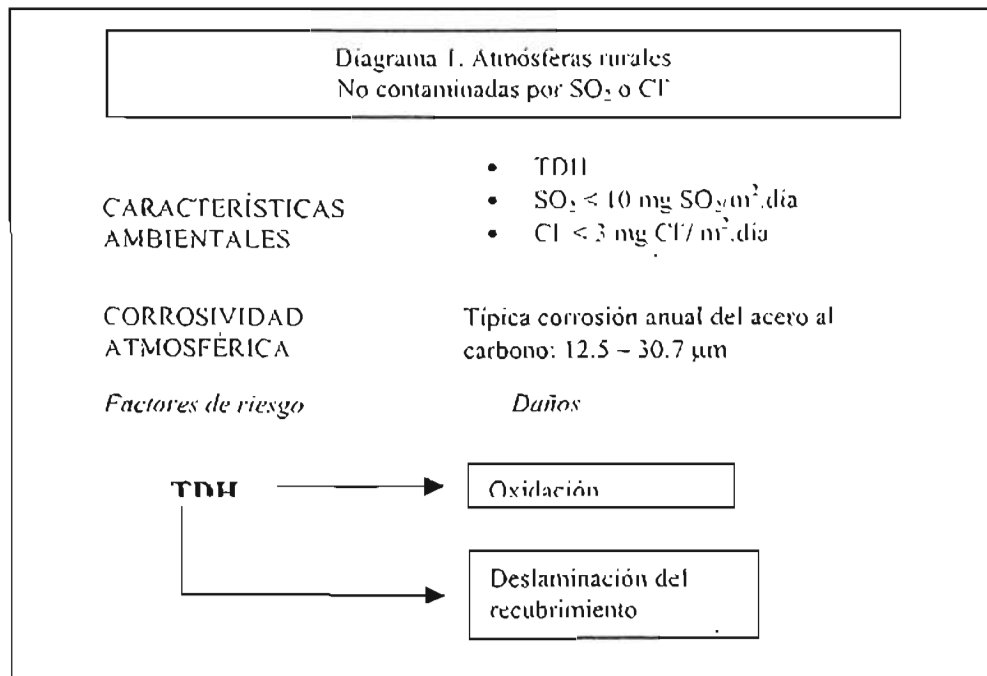 Diagrama 1. Atmósferas rurales
No contaminadas por SO₂ o Cl⁻
CARACTERÍSTICAS
AMBIENTALES
• TDH
• SO₂ < 10 mg SO₂/m².día
• Cl⁻ < 3 mg Cl⁻/ m².día
CORROSIVIDAD
ATMOSFÉRICA
Típica corrosión anual del acero al
carbono: 12.5 – 30.7 µm
Factores de riesgo
Daños
TDH
Oxidación
Deslaminación del
recubrimiento